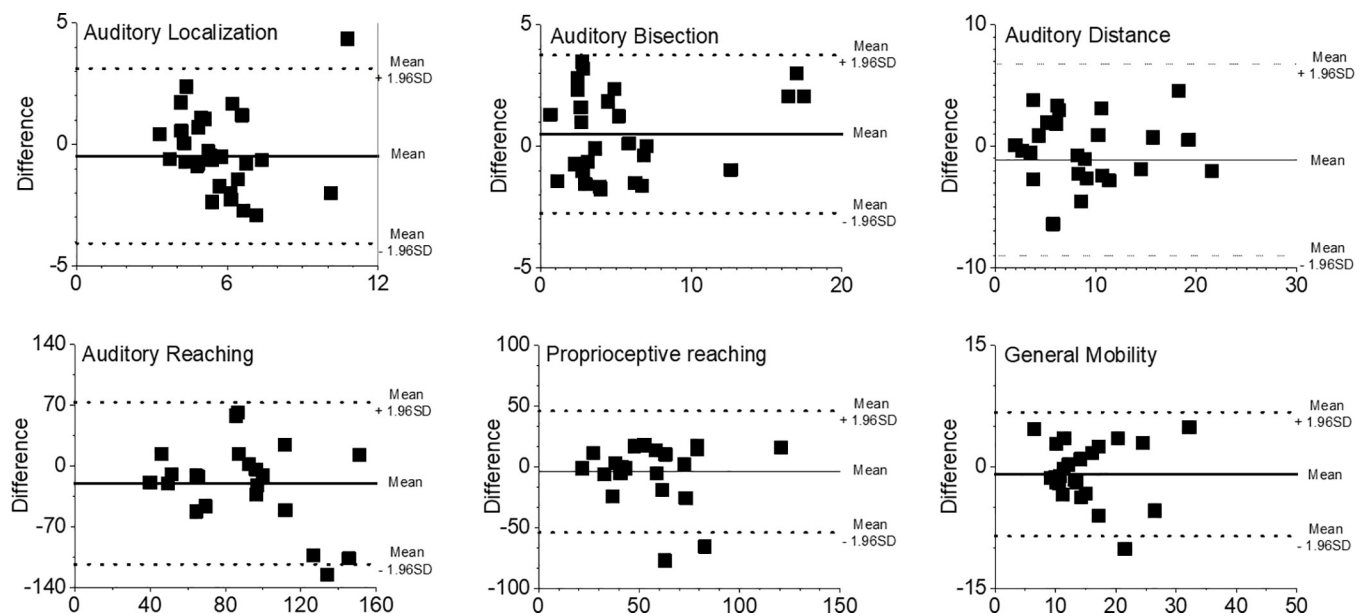 Auditory Localization
Difference
5
0
-5
0
6
12
Mean
+ 1.96SD
Mean
Mean
- 1.96SD
Auditory Bisection
5
0
-5
0
10
20
Mean
+ 1.96SD
Mean
Mean
- 1.96SD
Auditory Distance
Difference
10
0
-10
0
10
20
30
Mean
+ 1.96SD
Mean
Mean
- 1.96SD
Auditory Reaching
Difference
140
70
0
-70
-140
40
80
120
160
Mean
+ 1.96SD
Mean
Mean
- 1.96SD
Proprioceptive reaching
Difference
100
50
0
-50
-100
0
50
100
150
Mean
+ 1.96SD
Mean
Mean
- 1.96SD
General Mobility
Difference
15
5
0
-5
-15
0
10
20
30
40
50
Mean
+ 1.96SD
Mean
Mean
- 1.96SD